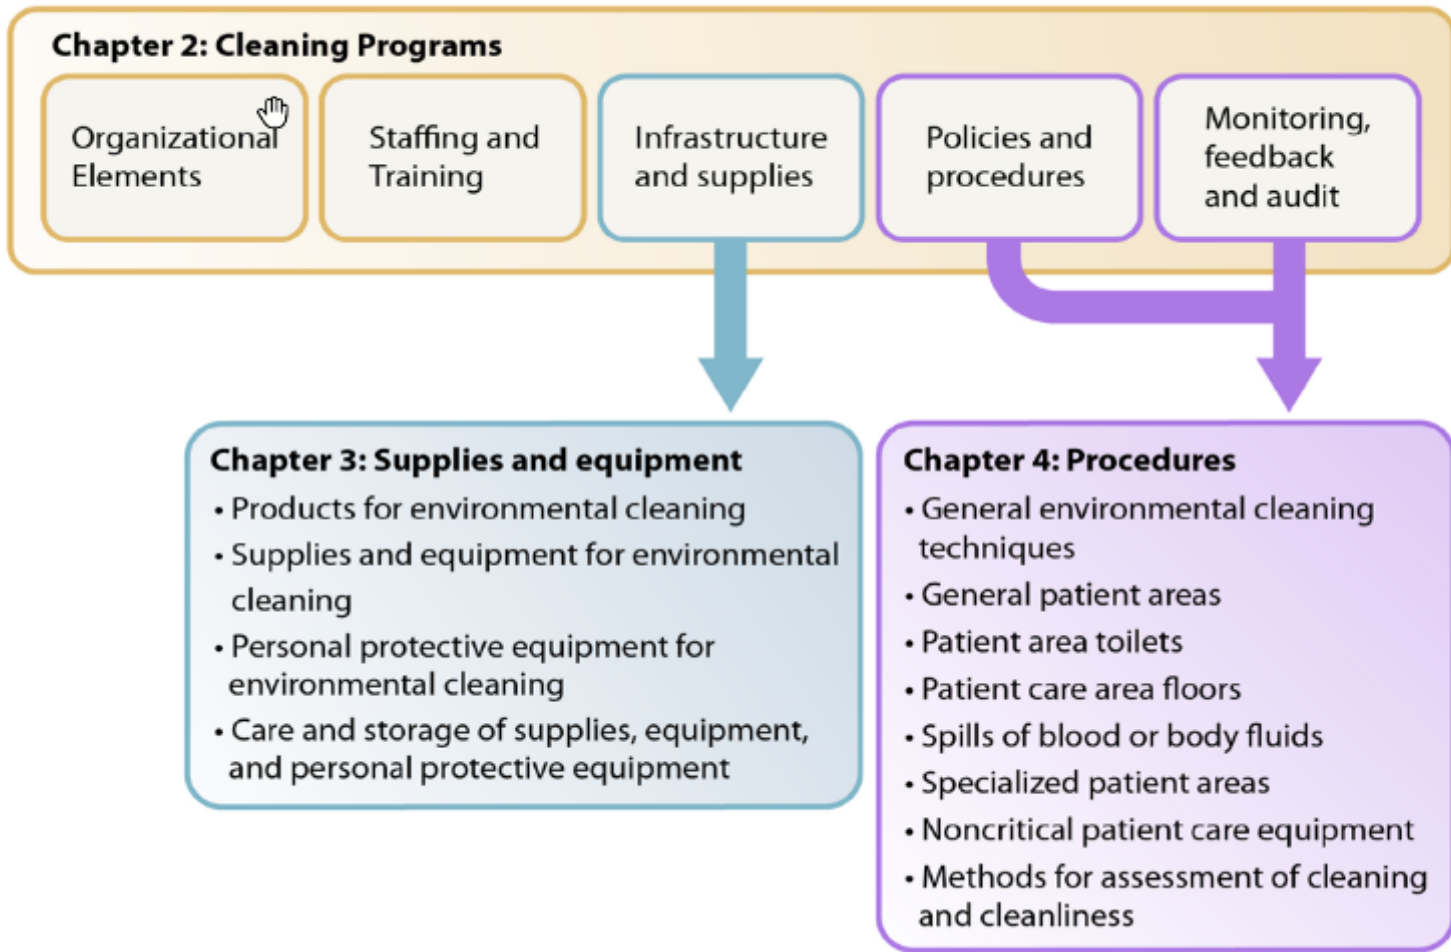 Chapter 2: Cleaning Programs
Organizational
Elements
Staffing and
Training
Infrastructure
and supplies
Policies and
procedures
Monitoring,
feedback
and audit
Chapter 3: Supplies and equipment
• Products for environmental cleaning
• Supplies and equipment for environmental
cleaning
• Personal protective equipment for
environmental cleaning
• Care and storage of supplies, equipment,
and personal protective equipment
Chapter 4: Procedures
• General environmental cleaning
techniques
• General patient areas
• Patient area toilets
• Patient care area floors
• Spills of blood or body fluids
• Specialized patient areas
• Noncritical patient care equipment
• Methods for assessment of cleaning
and cleanliness